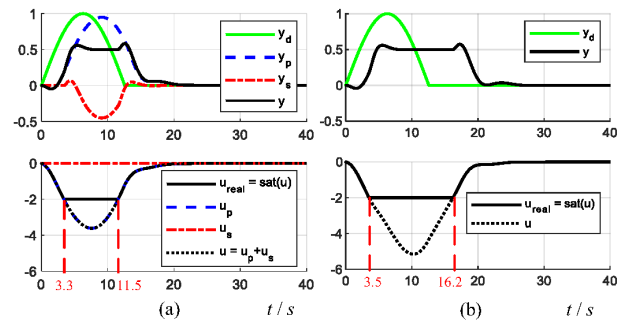 1
0.5
0
-0.5
0
10
20
30
40
y_d
y_p
y_s
y
0
-2
-4
-6
0
10
20
30
40
u_real = sat(u)
u_p
u_s
u = u_p+u_s
3.3
11.5
(a)
t / s
1
0.5
0
-0.5
0
10
20
30
40
y_d
y
0
-2
-4
-6
0
10
20
30
40
u_real = sat(u)
u
3.5
16.2
(b)
t / s